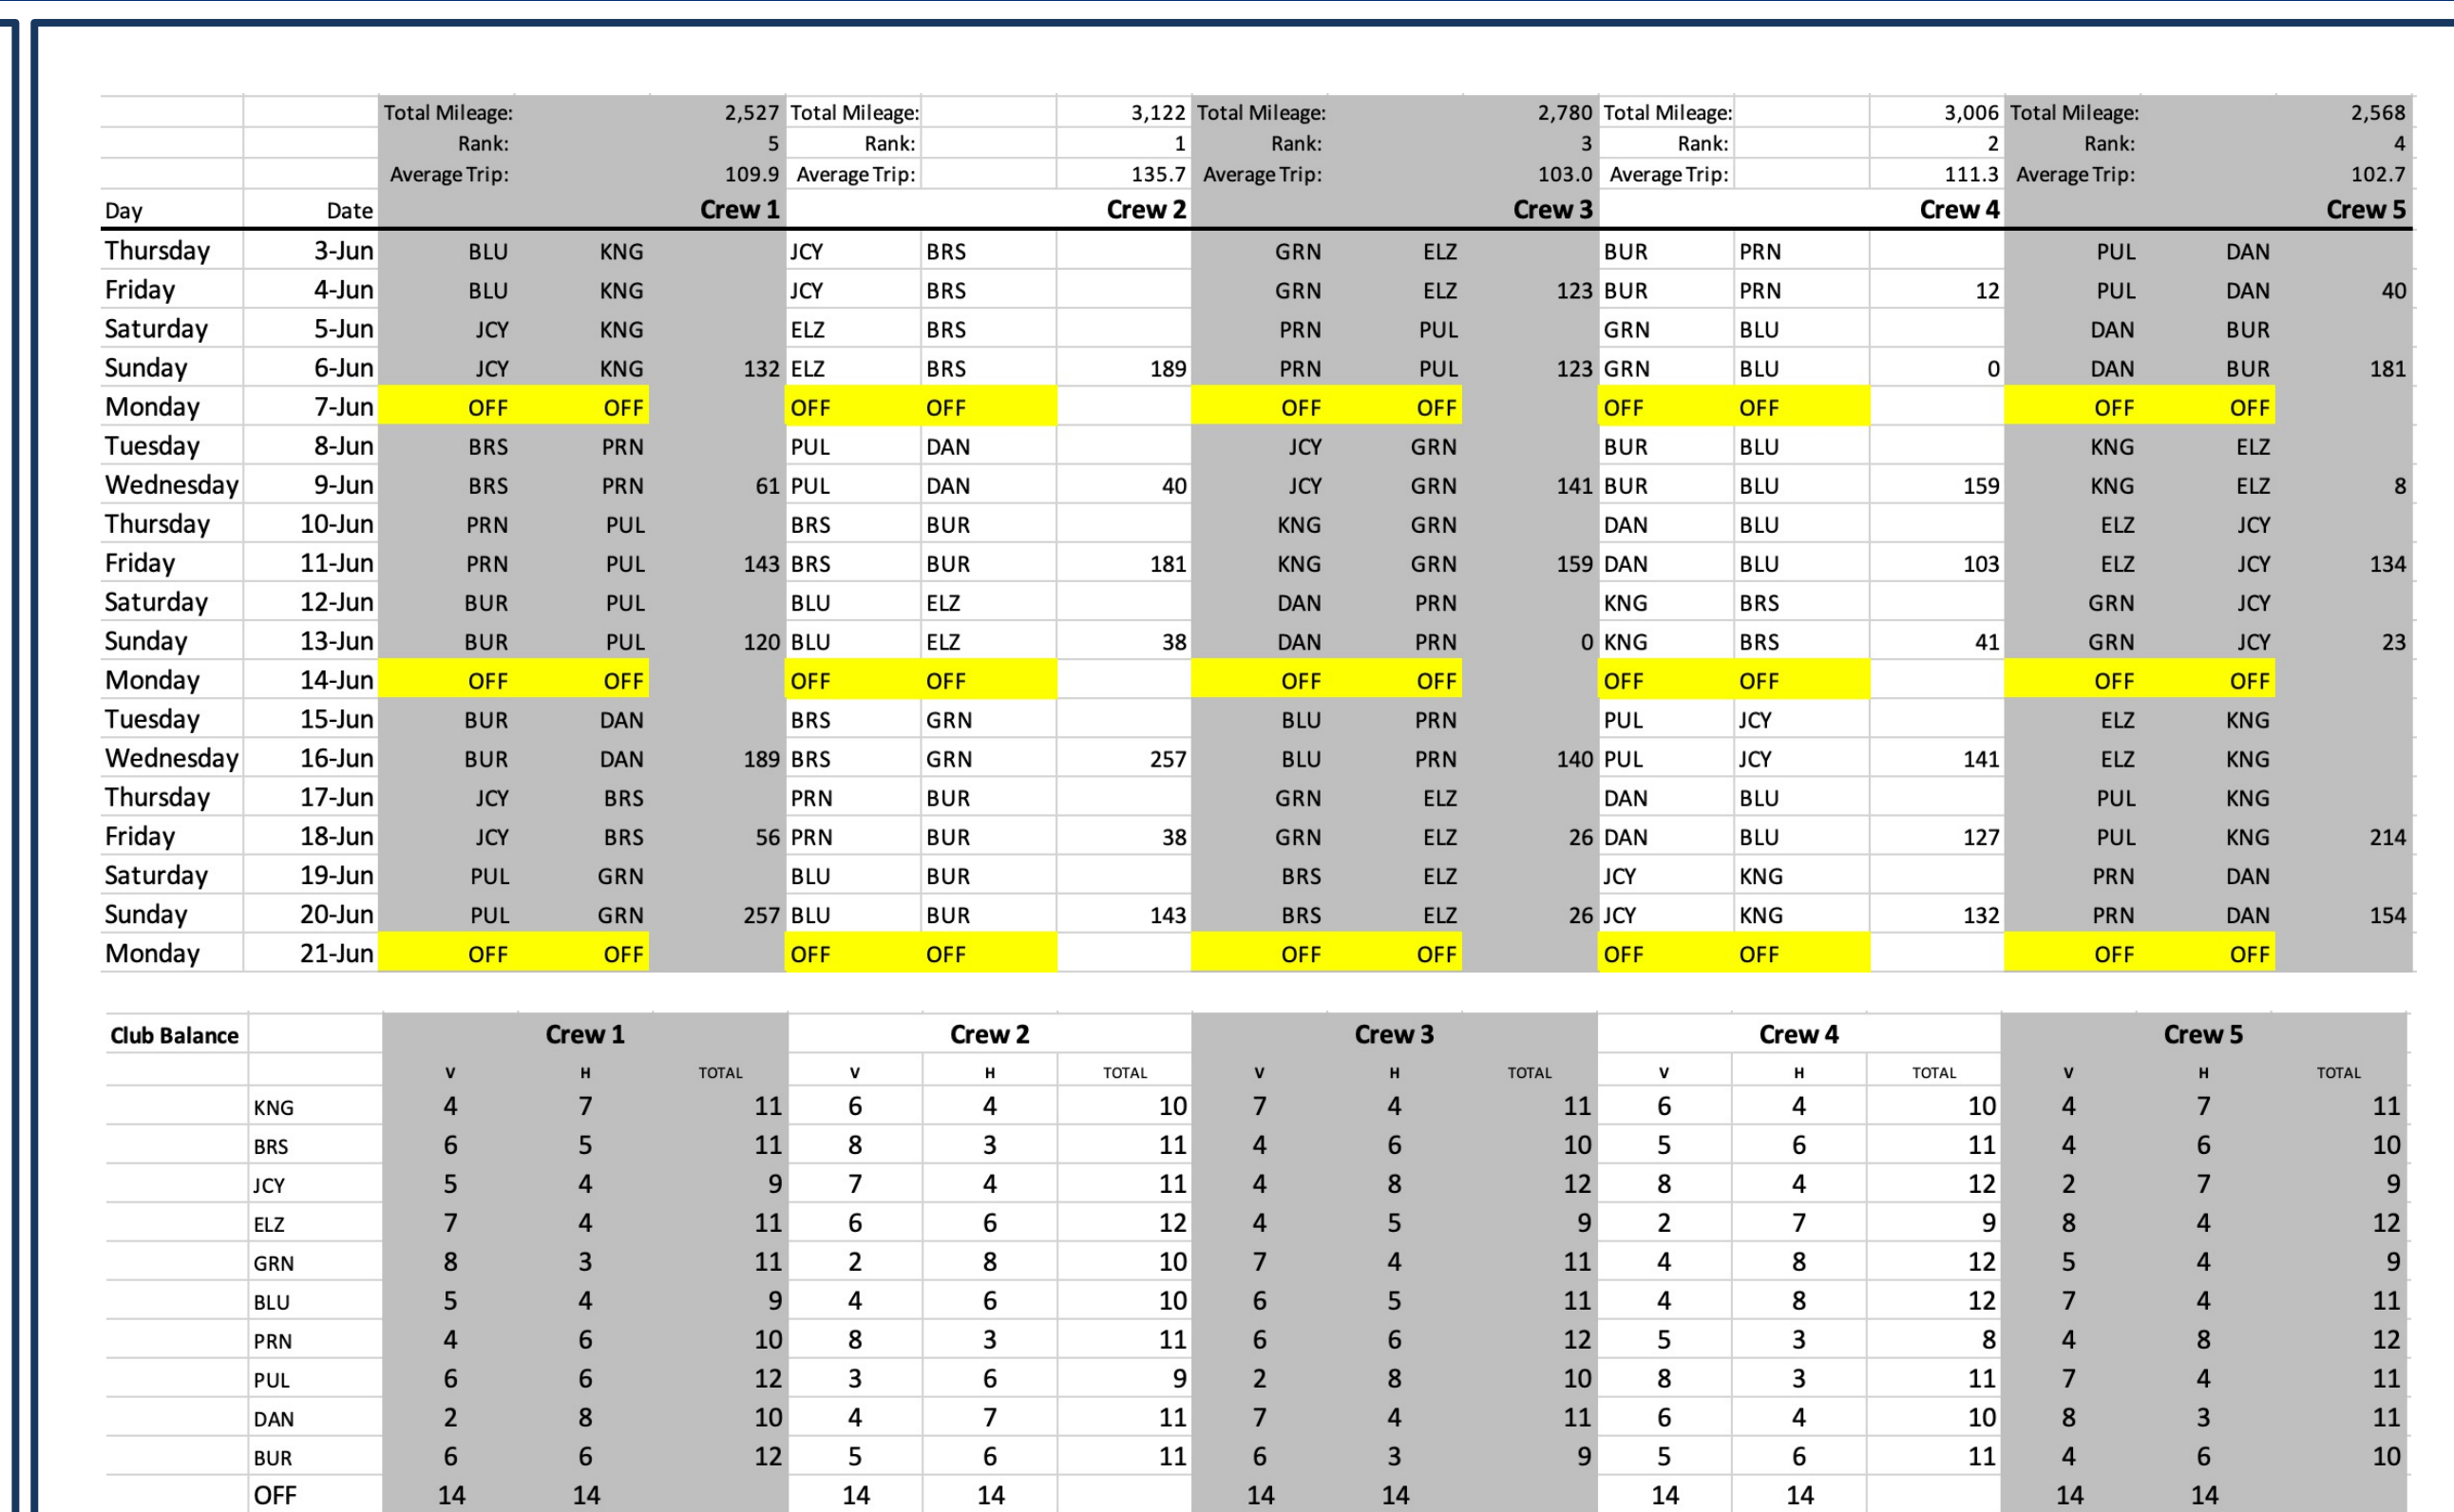 Total Mileage: 2,527 Total Mileage: 3,122 Total Mileage: 2,780 Total Mileage: 3,006 Total Mileage: 2,568
Rank: 5 Rank: 1 Rank: 3 Rank: 2 Rank: 4
Average Trip: 109.9 Average Trip: 135.7 Average Trip: 103.0 Average Trip: 111.3 Average Trip: 102.7
Day Date Crew 1 Crew 2 Crew 3 Crew 4 Crew 5
Thursday 3-Jun BLU KNG JCY BRS GRN ELZ BUR PRN PUL DAN
Friday 4-Jun BLU KNG JCY BRS GRN ELZ 123 BUR PRN 12 PUL DAN 40
Saturday 5-Jun JCY KNG ELZ BRS PRN PUL GRN BLU DAN BUR
Sunday 6-Jun JCY KNG 132 ELZ BRS 189 PRN PUL 123 GRN BLU 0 DAN BUR 181
Monday 7-Jun OFF OFF OFF OFF OFF OFF OFF OFF OFF OFF
Tuesday 8-Jun BRS PRN PUL DAN JCY GRN BUR BLU KNG ELZ
Wednesday 9-Jun BRS PRN 61 PUL DAN 40 JCY GRN 141 BUR BLU 159 KNG ELZ 8
Thursday 10-Jun PRN PUL BRS BUR KNG GRN DAN BLU ELZ JCY
Friday 11-Jun PRN PUL 143 BRS BUR 181 KNG GRN 159 DAN BLU 103 ELZ JCY 134
Saturday 12-Jun BUR PUL BLU ELZ DAN PRN KNG BRS GRN JCY
Sunday 13-Jun BUR PUL 120 BLU ELZ 38 DAN PRN 0 KNG BRS 41 GRN JCY 23
Monday 14-Jun OFF OFF OFF OFF OFF OFF OFF OFF OFF OFF
Tuesday 15-Jun BUR DAN BRS GRN BLU PRN PUL JCY ELZ KNG
Wednesday 16-Jun BUR DAN 189 BRS GRN 257 BLU PRN 140 PUL JCY 141 ELZ KNG
Thursday 17-Jun JCY BRS PRN BUR GRN ELZ DAN BLU PUL KNG
Friday 18-Jun JCY BRS 56 PRN BUR 38 GRN ELZ 26 DAN BLU 127 PUL KNG 214
Saturday 19-Jun PUL GRN BLU BUR BRS ELZ JCY KNG PRN DAN
Sunday 20-Jun PUL GRN 257 BLU BUR 143 BRS ELZ 26 JCY KNG 132 PRN DAN 154
Monday 21-Jun OFF OFF OFF OFF OFF OFF OFF OFF OFF OFF
Club Balance Crew 1 Crew 2 Crew 3 Crew 4 Crew 5
V H TOTAL V H TOTAL V H TOTAL V H TOTAL V H TOTAL
KNG 4 7 11 6 4 10 7 4 11 6 4 10 4 7 11
BRS 6 5 11 8 3 11 4 6 10 5 6 11 4 6 10
JCY 5 4 9 7 4 11 4 8 12 8 4 12 2 7 9
ELZ 7 4 11 6 6 12 4 5 9 2 7 9 8 4 12
GRN 8 3 11 2 8 10 7 4 11 4 8 12 5 4 9
BLU 5 4 9 4 6 10 6 5 11 4 8 12 7 4 11
PRN 4 6 10 8 3 11 6 6 12 5 3 8 4 8 12
PUL 6 6 12 3 6 9 2 8 10 8 3 11 7 4 11
DAN 2 8 10 4 7 11 7 4 11 6 4 10 8 3 11
BUR 6 6 12 5 6 11 6 3 9 5 6 11 4 6 10
OFF 14 14 14 14 14 14 14 14 14 14